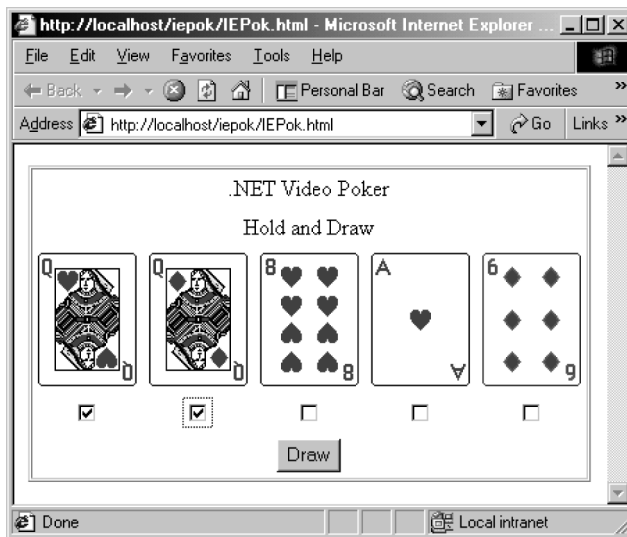 http://localhost/iepok/IEPok.html - Microsoft Internet Explorer ...
File Edit View Favorites Tools Help
Back Personal Bar Search Favorites »
Address http://localhost/iepok/IEPok.html Go Links »
.NET Video Poker
Hold and Draw
Q Q 8 A 6
Q Q 8 A 6
Draw
Done Local intranet